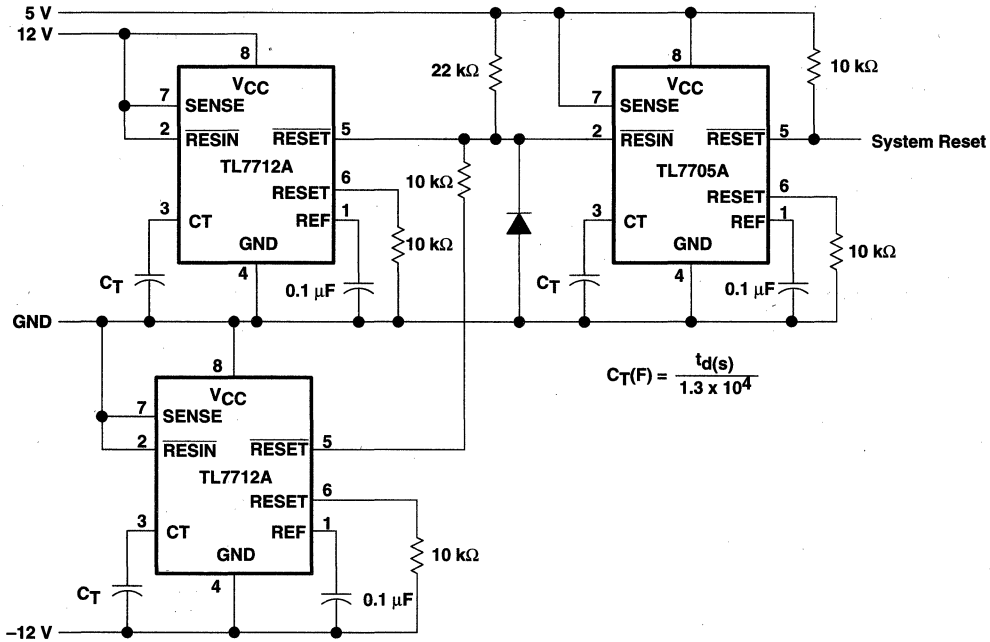 5 V
12 V
8
VCC
7 SENSE
2 RESIN
RESET 5
TL7712A
RESET 6
REF 1
3 CT
GND
4
CT
0.1 µF
10 kΩ
10 kΩ
22 kΩ
8
VCC
7 SENSE
2 RESIN
RESET 5
TL7705A
RESET 6
REF 1
3 CT
GND
4
CT
0.1 µF
10 kΩ
10 kΩ
System Reset
GND
8
VCC
7 SENSE
2 RESIN
RESET 5
TL7712A
RESET 6
REF 1
3 CT
GND
4
CT
0.1 µF
10 kΩ
–12 V
CT(F) = td(s) / 1.3 x 10⁴